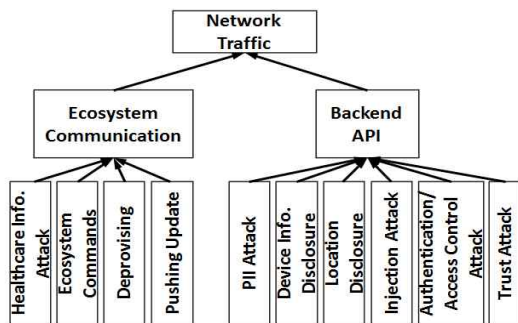 Network
Traffic
Ecosystem
Communication
Backend
API
Healthcare Info.
Attack
Ecosystem
Commands
Deprovising
Pushing Update
PII Attack
Device Info.
Disclosure
Location
Disclosure
Injection Attack
Authentication/
Access Control
Attack
Trust Attack